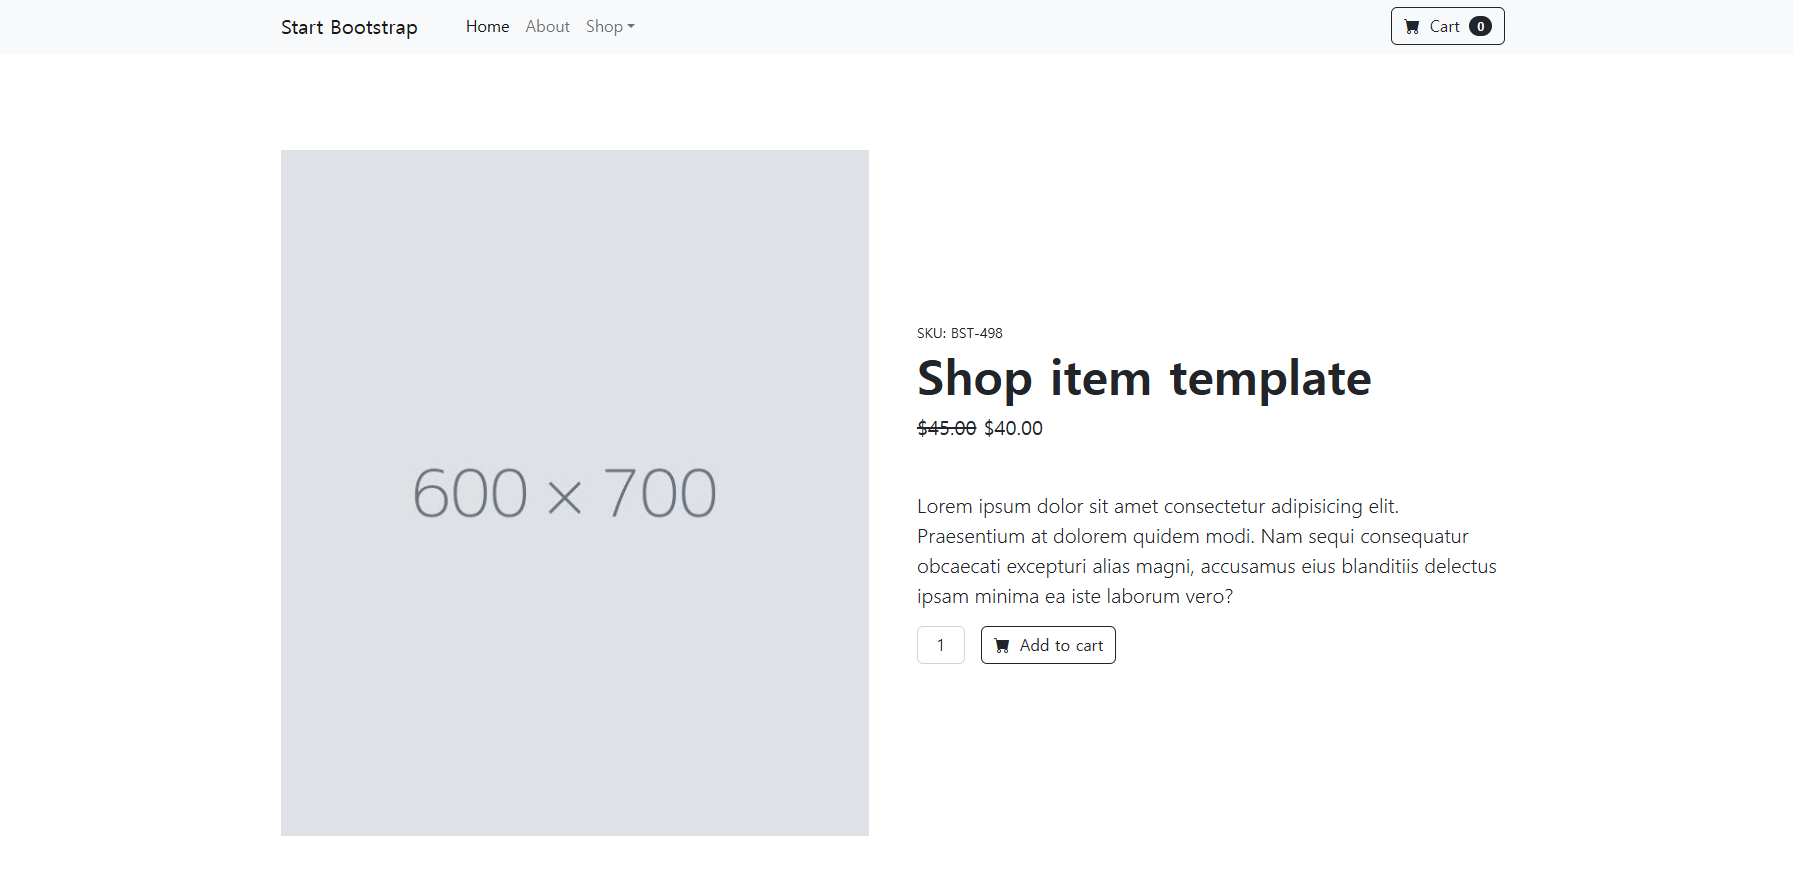 Start Bootstrap Home About Shop Cart 0
600 × 700
SKU: BST-498
Shop item template
$45.00 $40.00
Lorem ipsum dolor sit amet consectetur adipisicing elit.
Praesentium at dolorem quidem modi. Nam sequi consequatur
obcaecati excepturi alias magni, accusamus eius blanditiis delectus
ipsam minima ea iste laborum vero?
1 Add to cart